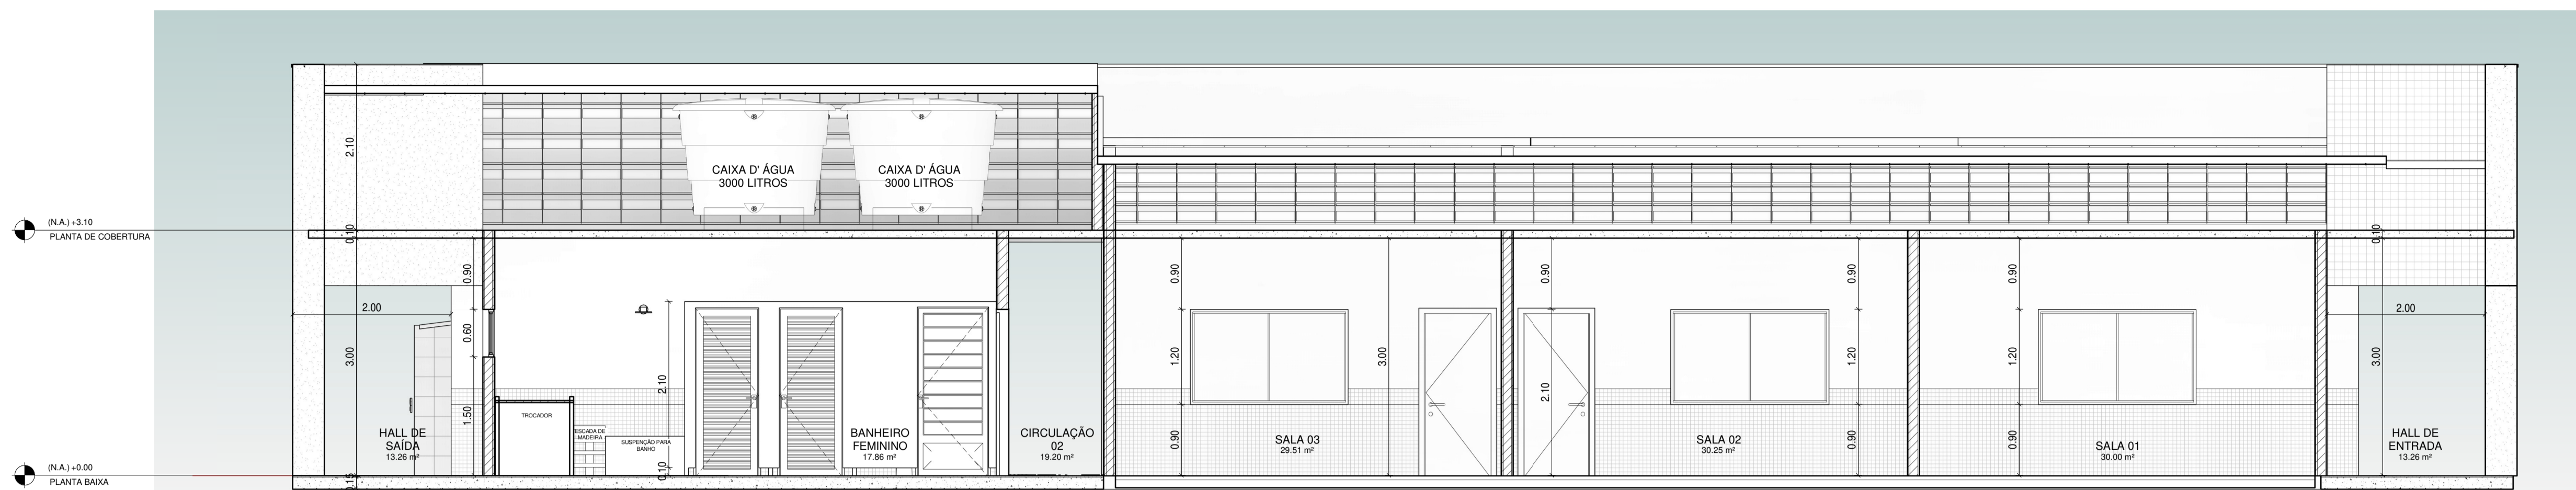 CAIXA D' ÁGUA
3000 LITROS
CAIXA D' ÁGUA
3000 LITROS
2.10
(N.A.) +3.10
PLANTA DE COBERTURA
0.10
0.10
0.90
0.90
0.90
0.90
0.90
2.00
2.00
0.60
3.00
1.20
3.00
1.20
1.20
3.00
2.10
2.10
1.50
TROCADOR
ESCADA DE
MADEIRA
SUSPENÇÃO PARA
BANHO
HALL DE
SAÍDA
13.26 m²
BANHEIRO
FEMININO
17.86 m²
CIRCULAÇÃO
02
19.20 m²
0.90
SALA 03
29.51 m²
SALA 02
30.25 m²
0.90
0.90
SALA 01
30.00 m²
HALL DE
ENTRADA
13.26 m²
(N.A.) +0.00
PLANTA BAIXA
0.15
0.10